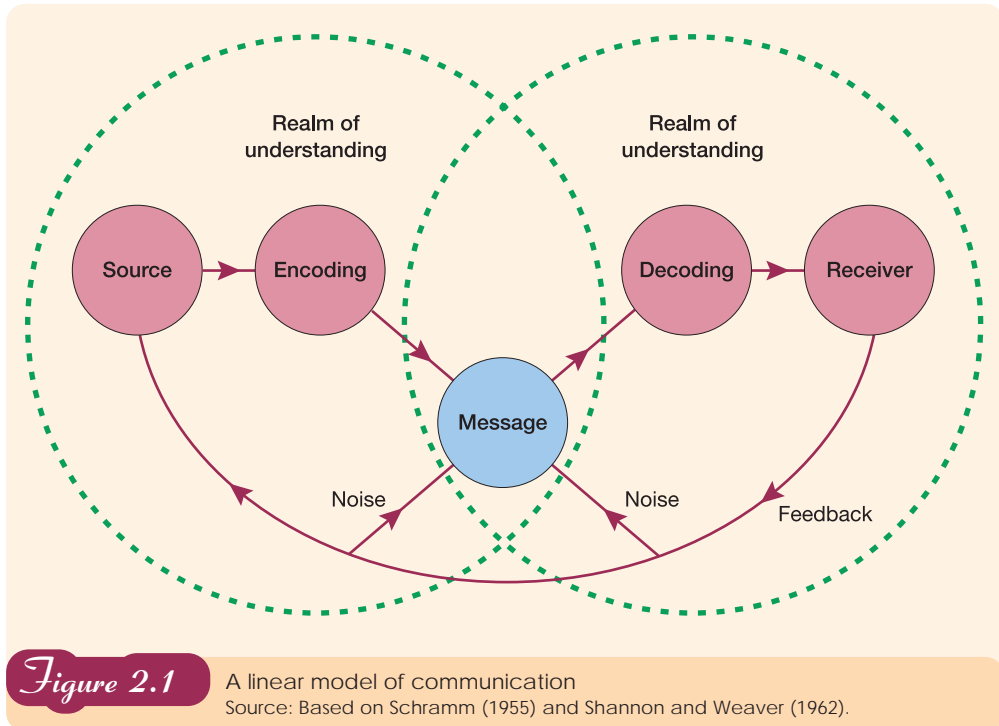 Realm of
understanding
Realm of
understanding
Source
Encoding
Decoding
Receiver
Message
Noise
Noise
Feedback
Figure 2.1
A linear model of communication
Source: Based on Schramm (1955) and Shannon and Weaver (1962).